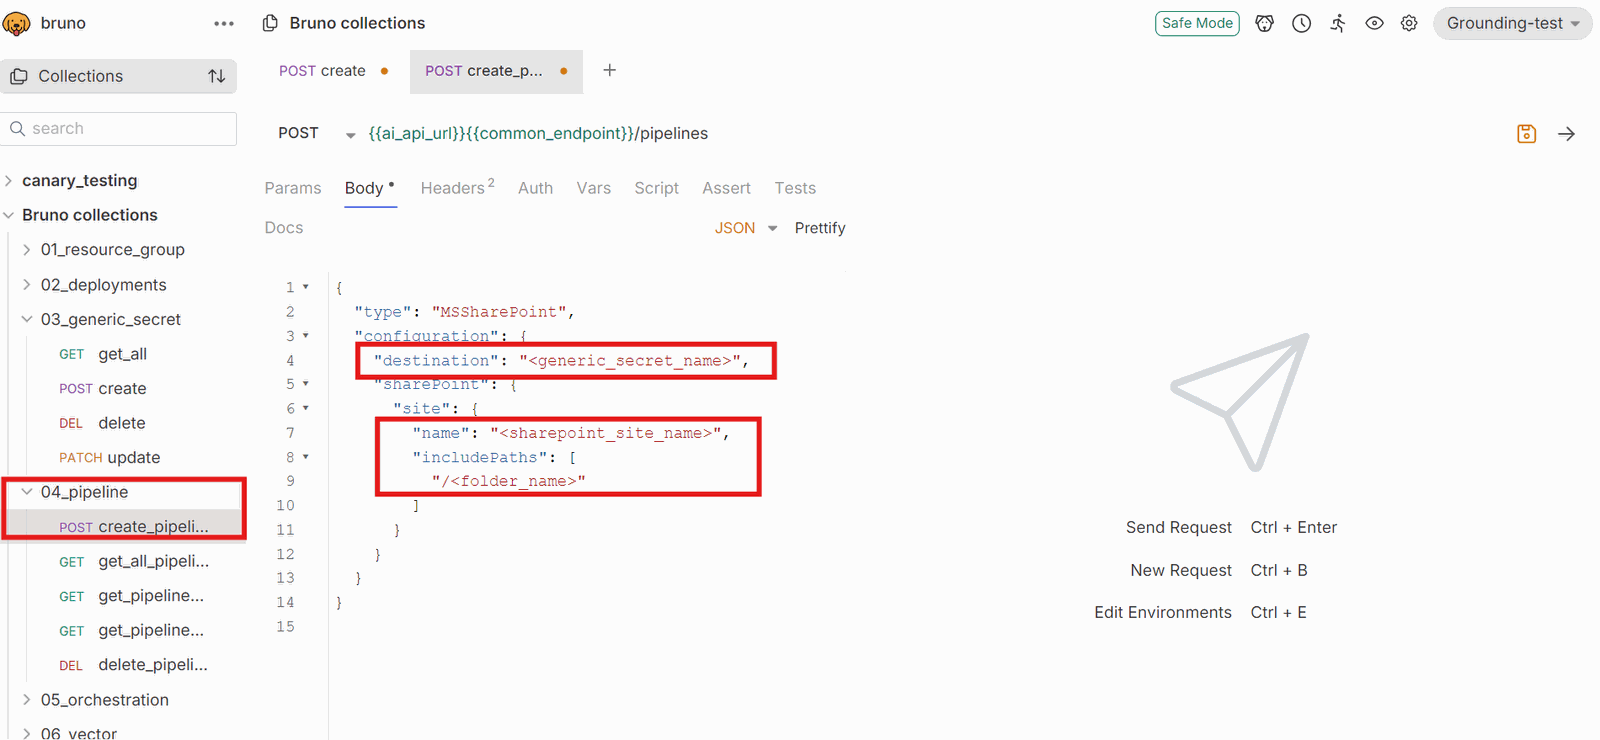 bruno
Bruno collections
Safe Mode
Grounding-test
Collections
POST create
POST create_p...
search
POST {{ai_api_url}}{{common_endpoint}}/pipelines
canary_testing
Bruno collections
01_resource_group
02_deployments
03_generic_secret
GET get_all
POST create
DEL delete
PATCH update
04_pipeline
POST create_pipeli...
GET get_all_pipeli...
GET get_pipeline...
GET get_pipeline...
DEL delete_pipeli...
05_orchestration
06_vector
Params Body Headers 2 Auth Vars Script Assert Tests
Docs
JSON Prettify
1 {
2 "type": "MSSharePoint",
3 "configuration": {
4 "destination": "<generic_secret_name>",
5 "sharePoint": {
6 "site": {
7 "name": "<sharepoint_site_name>",
8 "includePaths": [
9 "/<folder_name>"
10 ]
11 }
12 }
13 }
14 }
15
Send Request Ctrl + Enter
New Request Ctrl + B
Edit Environments Ctrl + E